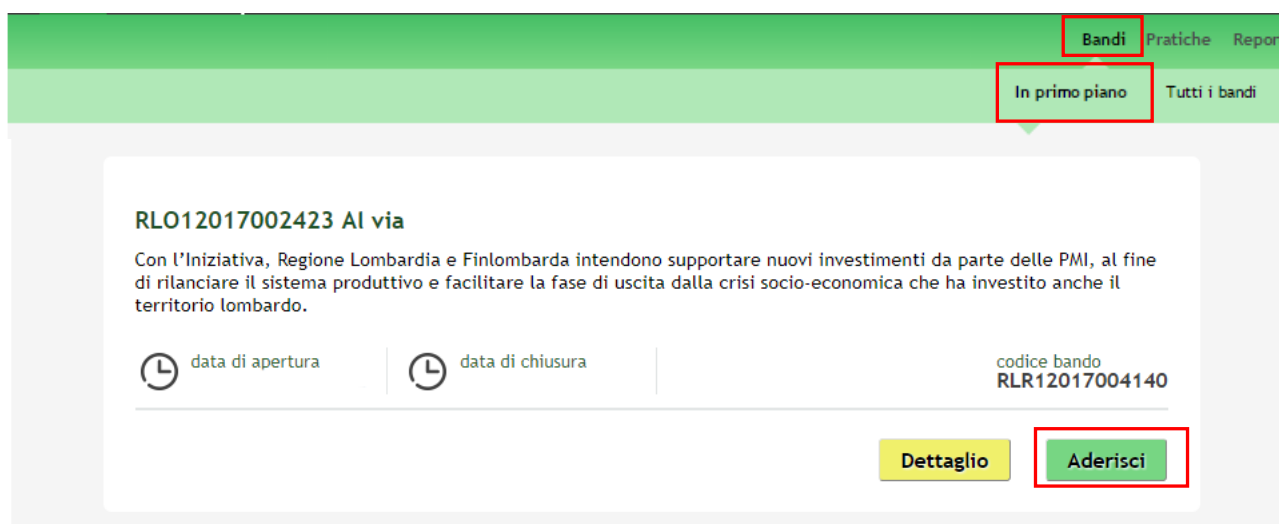 Bandi Pratiche Repor
In primo piano Tutti i bandi
RLO12017002423 Al via
Con l'Iniziativa, Regione Lombardia e Finlombarda intendono supportare nuovi investimenti da parte delle PMI, al fine
di rilanciare il sistema produttivo e facilitare la fase di uscita dalla crisi socio-economica che ha investito anche il
territorio lombardo.
data di apertura data di chiusura codice bando
RLR12017004140
Dettaglio Aderisci